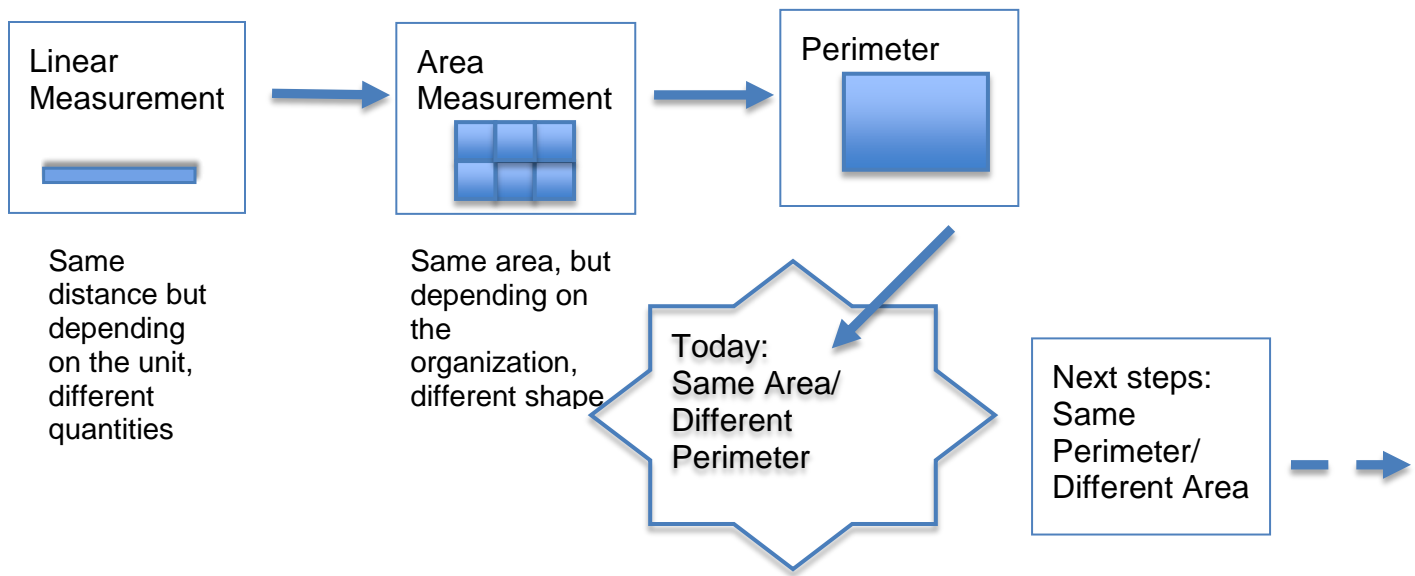 Linear
Measurement
Area
Measurement
Perimeter
Same
distance but
depending
on the unit,
different
quantities
Same area, but
depending on
the
organization,
different shape
Today:
Same Area/
Different
Perimeter
Next steps:
Same
Perimeter/
Different Area